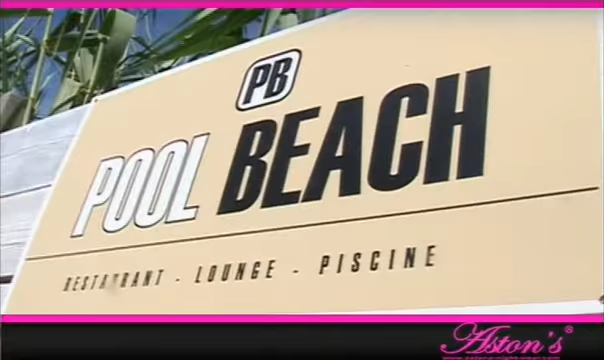 PB
POOL BEACH
RESTAURANT - LOUNGE - PISCINE
Aston's®